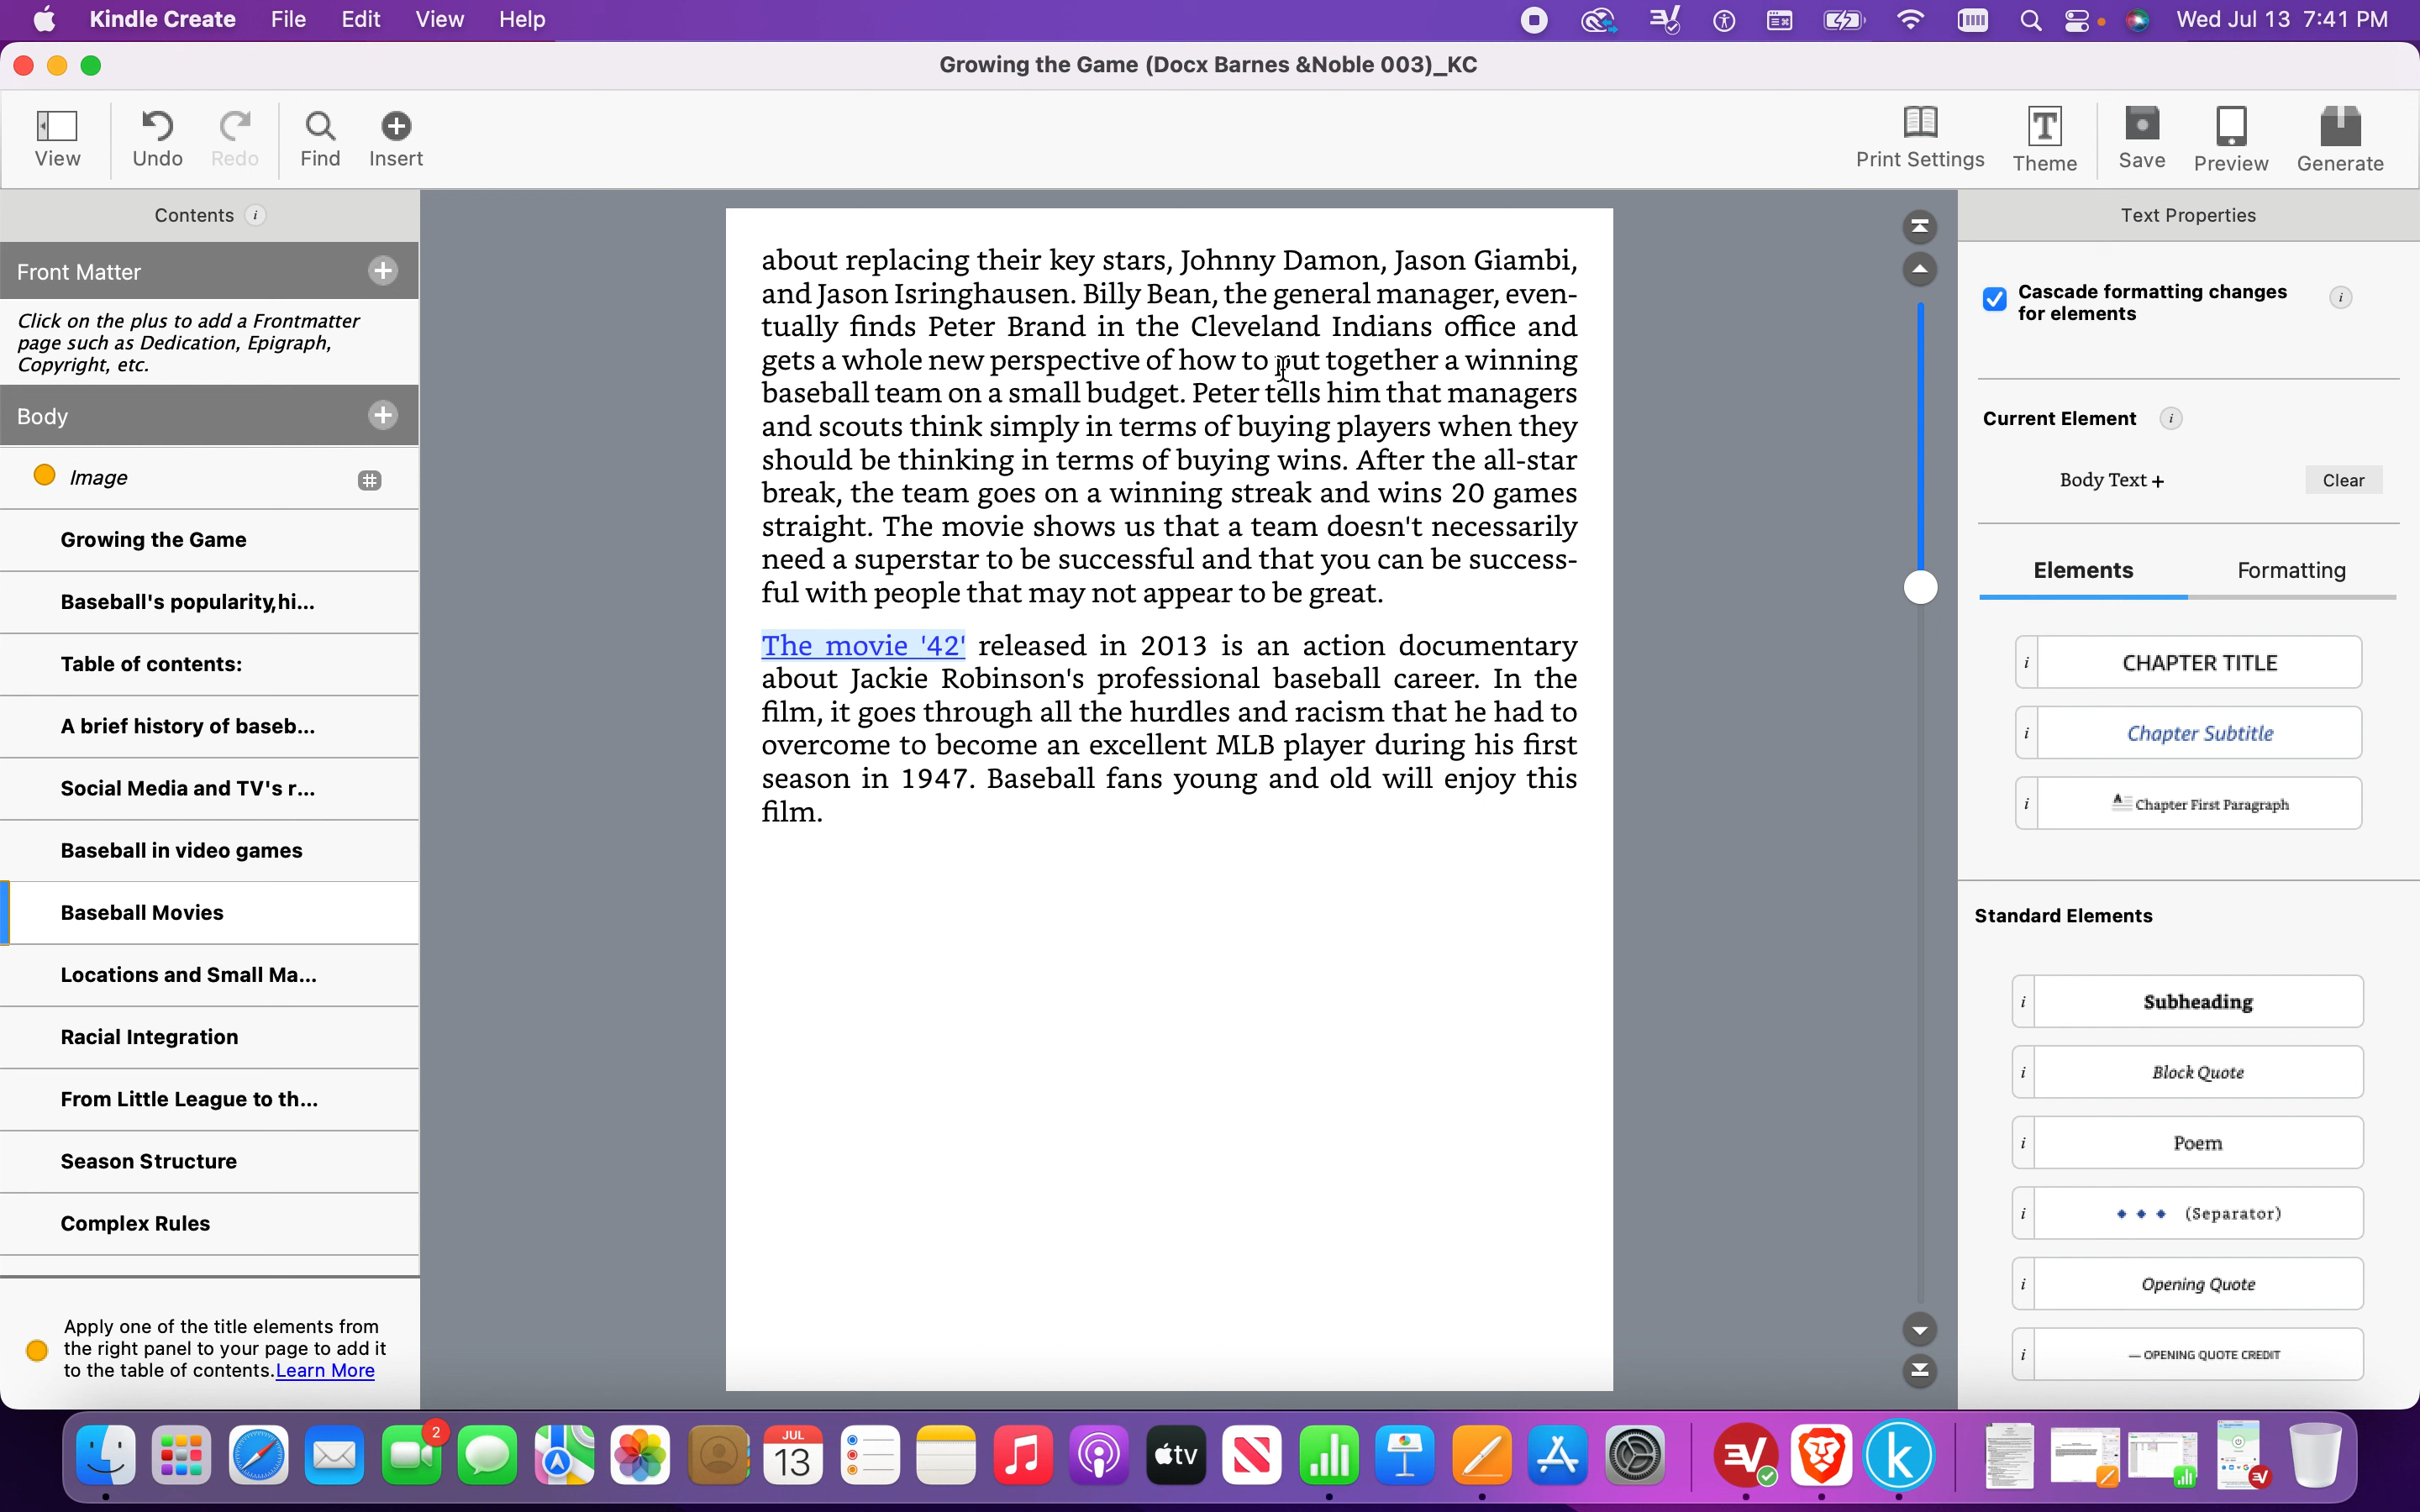 Kindle Create File Edit View Help Wed Jul 13 7:41 PM
Growing the Game (Docx Barnes &Noble 003)_KC
View Undo Redo Find Insert Print Settings Theme Save Preview Generate
Contents i
Front Matter
Click on the plus to add a Frontmatter
page such as Dedication, Epigraph,
Copyright, etc.
Body
Image #
Growing the Game
Baseball's popularity,hi...
Table of contents:
A brief history of baseb...
Social Media and TV's r...
Baseball in video games
Baseball Movies
Locations and Small Ma...
Racial Integration
From Little League to th...
Season Structure
Complex Rules
Apply one of the title elements from
the right panel to your page to add it
to the table of contents.Learn More
about replacing their key stars, Johnny Damon, Jason Giambi,
and Jason Isringhausen. Billy Bean, the general manager, even-
tually finds Peter Brand in the Cleveland Indians office and
gets a whole new perspective of how to put together a winning
baseball team on a small budget. Peter tells him that managers
and scouts think simply in terms of buying players when they
should be thinking in terms of buying wins. After the all-star
break, the team goes on a winning streak and wins 20 games
straight. The movie shows us that a team doesn't necessarily
need a superstar to be successful and that you can be success-
ful with people that may not appear to be great.
The movie '42' released in 2013 is an action documentary
about Jackie Robinson's professional baseball career. In the
film, it goes through all the hurdles and racism that he had to
overcome to become an excellent MLB player during his first
season in 1947. Baseball fans young and old will enjoy this
film.
Text Properties
Cascade formatting changes i
for elements
Current Element i
Body Text + Clear
Elements Formatting
i CHAPTER TITLE
i Chapter Subtitle
i A Chapter First Paragraph
Standard Elements
i Subheading
i Block Quote
i Poem
i (Separator)
i Opening Quote
i — OPENING QUOTE CREDIT
2
JUL
13
tv
k